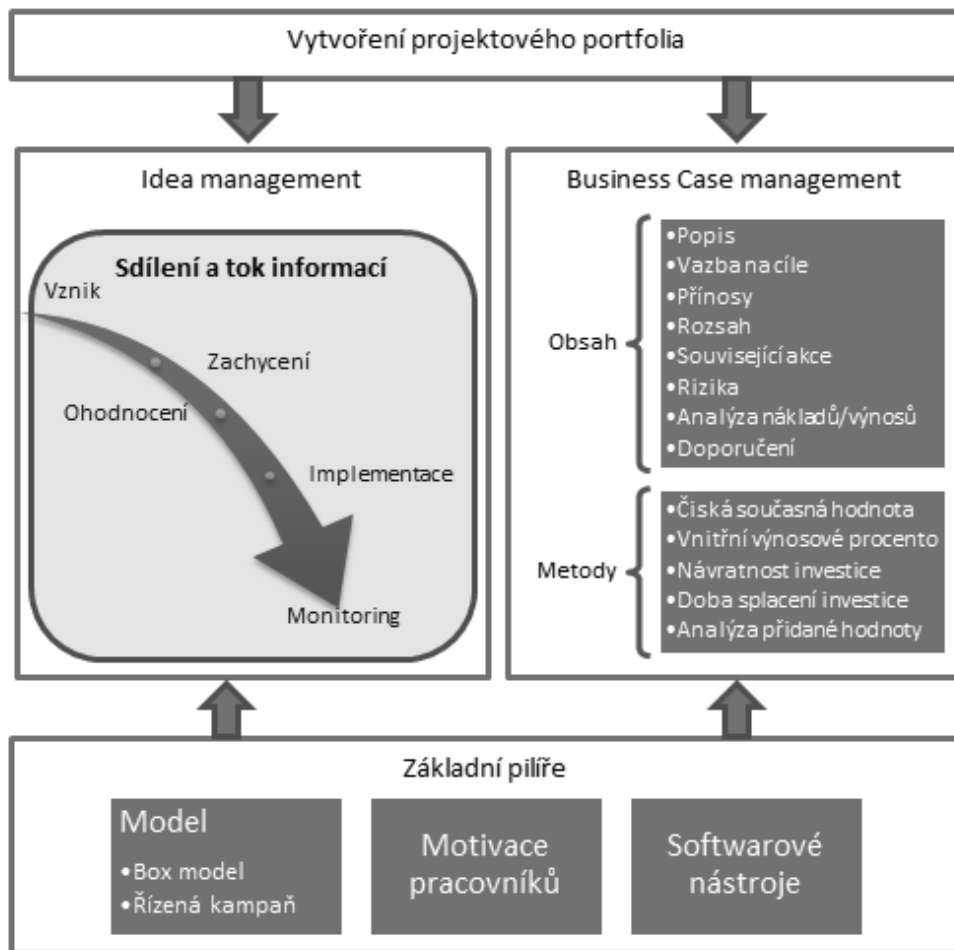 Vytvoření projektového portfolia
Idea management
Sdílení a tok informací
Vznik
Zachycení
Ohodnocení
Implementace
Monitoring
Business Case management
Obsah
•Popis
•Vazba na cíle
•Přínosy
•Rozsah
•Související akce
•Rizika
•Analýza nákladů/výnosů
•Doporučení
Metody
•Čiská současná hodnota
•Vnitřní výnosové procento
•Návratnost investice
•Doba splacení investice
•Analýza přidané hodnoty
Základní pilíře
Model
•Box model
•Řízená kampaň
Motivace
pracovníků
Softwarové
nástroje